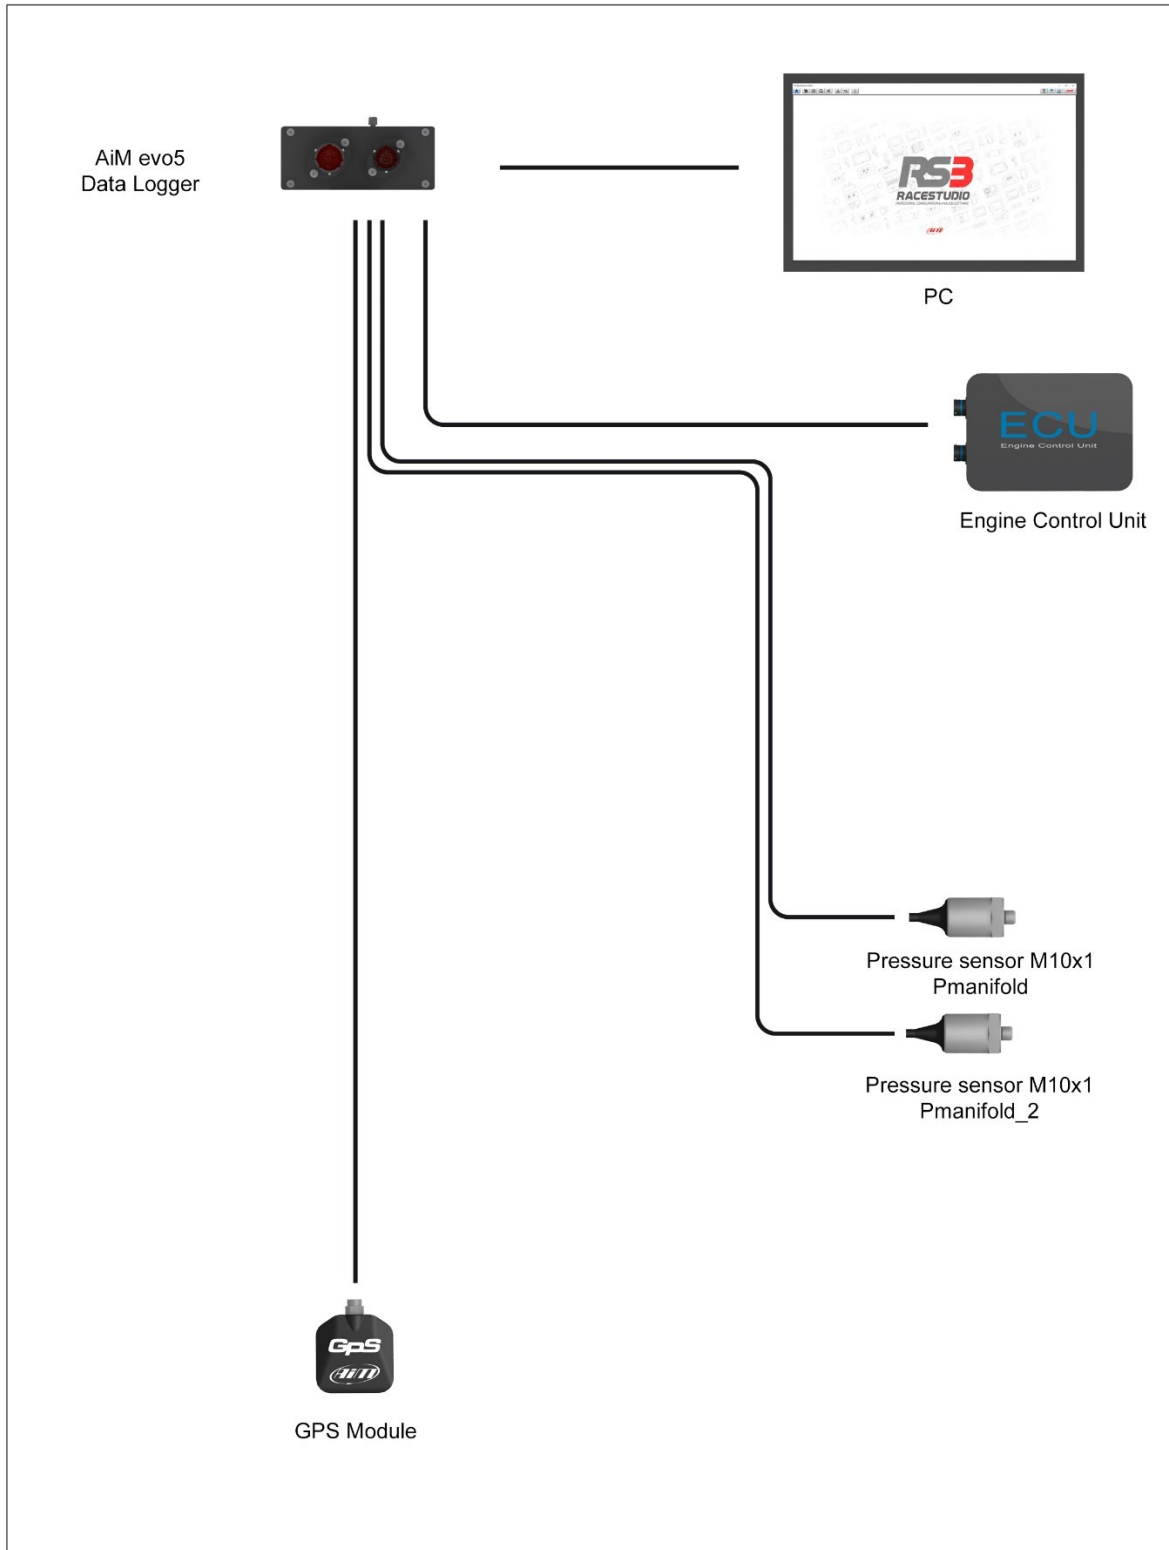 AiM evo5
Data Logger
RS3
RACESTUDIO
AiM
PC
ECU
Engine Control Unit
Engine Control Unit
Pressure sensor M10x1
Pmanifold
Pressure sensor M10x1
Pmanifold_2
GPS
AiM
GPS Module